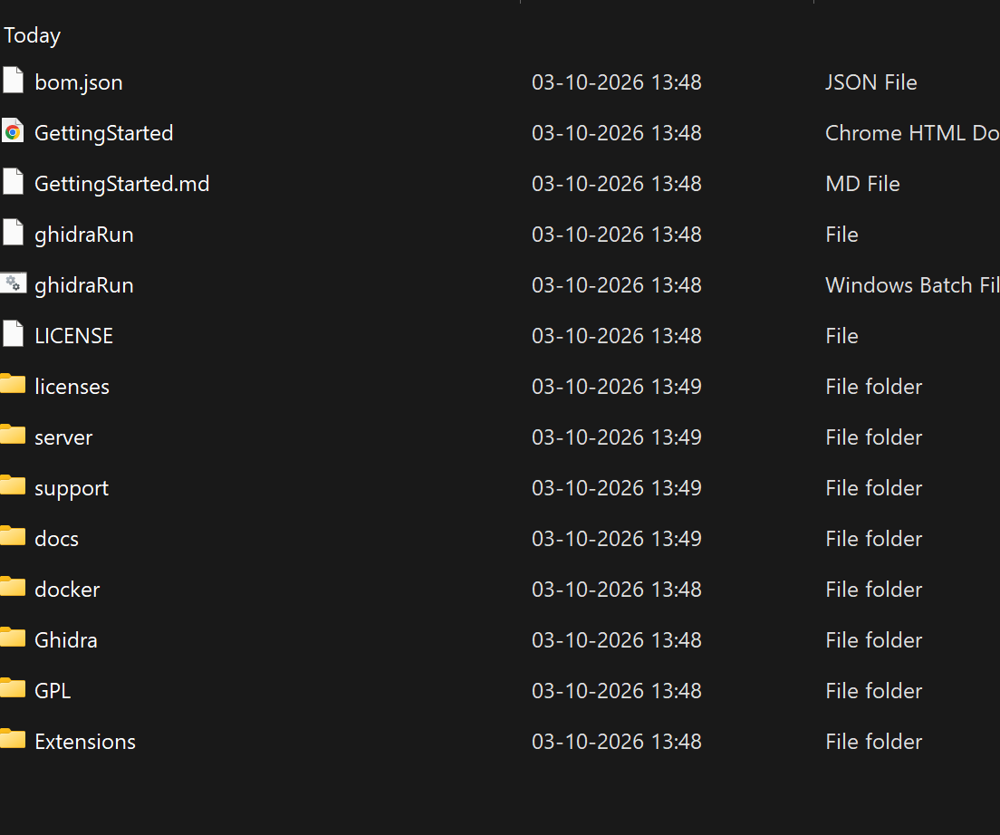 Today
bom.json 03-10-2026 13:48 JSON File
GettingStarted 03-10-2026 13:48 Chrome HTML Do
GettingStarted.md 03-10-2026 13:48 MD File
ghidraRun 03-10-2026 13:48 File
ghidraRun 03-10-2026 13:48 Windows Batch Fil
LICENSE 03-10-2026 13:48 File
licenses 03-10-2026 13:49 File folder
server 03-10-2026 13:49 File folder
support 03-10-2026 13:49 File folder
docs 03-10-2026 13:49 File folder
docker 03-10-2026 13:48 File folder
Ghidra 03-10-2026 13:48 File folder
GPL 03-10-2026 13:48 File folder
Extensions 03-10-2026 13:48 File folder